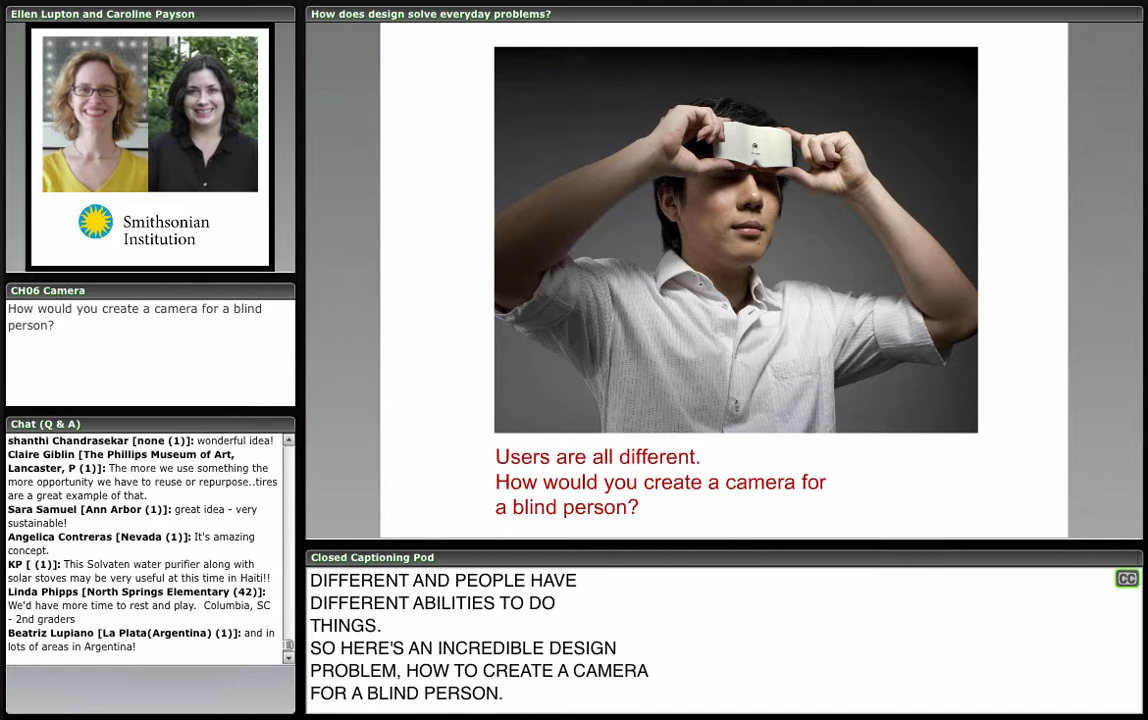 Ellen Lupton and Caroline Payson
Smithsonian
Institution
CH06 Camera
How would you create a camera for a blind
person?
Chat (Q & A)
shanthi Chandrasekar [none (1)]: wonderful idea!
Claire Giblin [The Phillips Museum of Art,
Lancaster, P (1)]: The more we use something the
more opportunity we have to reuse or repurpose..tires
are a great example of that.
Sara Samuel [Ann Arbor (1)]: great idea - very
sustainable!
Angelica Contreras [Nevada (1)]: It's amazing
concept.
KP [ (1)]: This Solvaten water purifier along with
solar stoves may be very useful at this time in Haiti!!
Linda Phipps [North Springs Elementary (42)]:
We'd have more time to rest and play.  Columbia, SC
- 2nd graders
Beatriz Lupiano [La Plata(Argentina) (1)]: and in
lots of areas in Argentina!
How does design solve everyday problems?
Users are all different.
How would you create a camera for
a blind person?
Closed Captioning Pod
CC
DIFFERENT AND PEOPLE HAVE
DIFFERENT ABILITIES TO DO
THINGS.
SO HERE'S AN INCREDIBLE DESIGN
PROBLEM, HOW TO CREATE A CAMERA
FOR A BLIND PERSON.